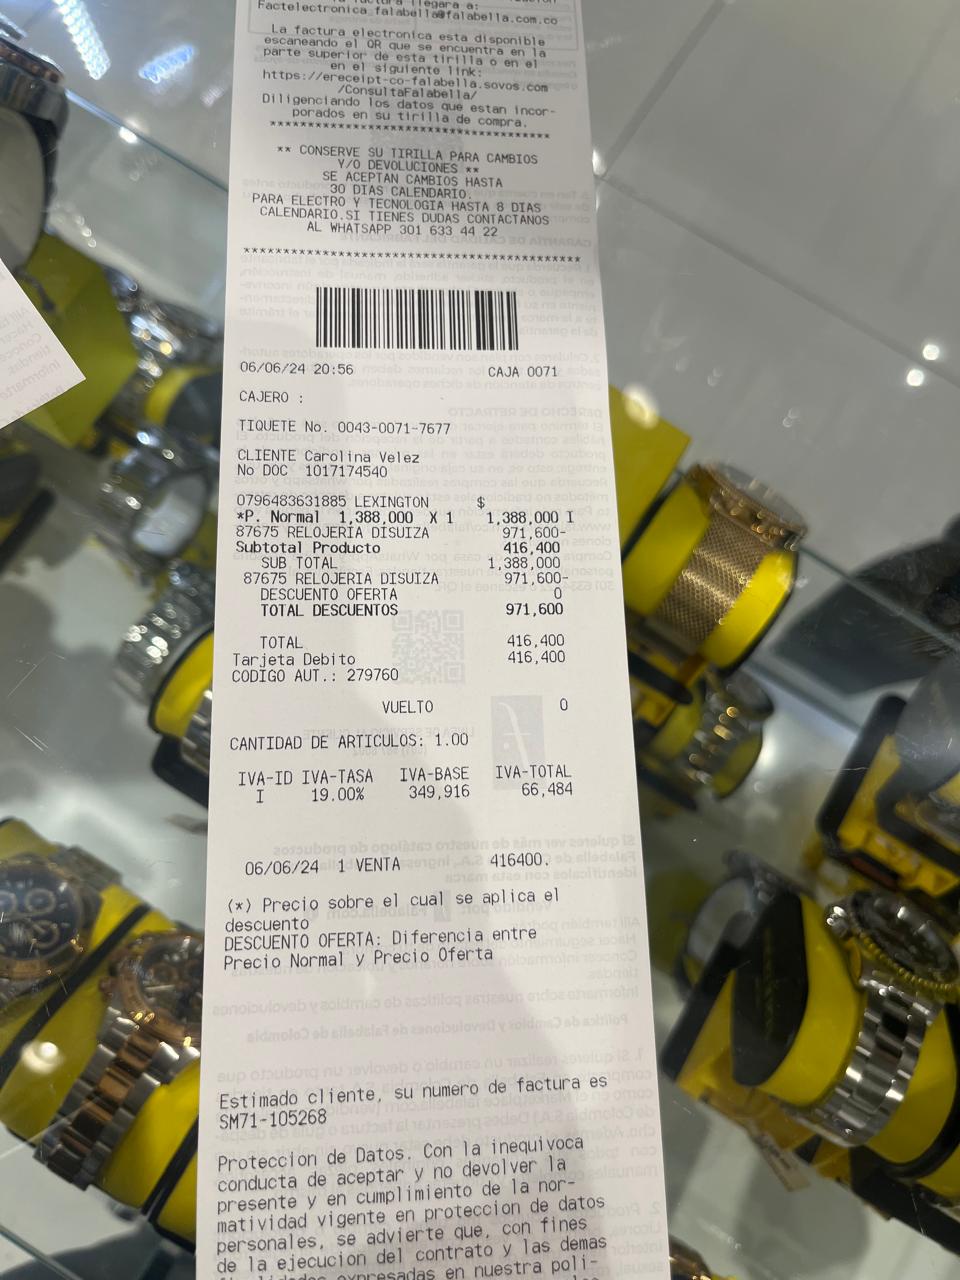 llegara a:
Factelectronica_falabella@falabella.com.co
La factura electronica esta disponible
escaneando el QR que se encuentra en la
parte superior de esta tirilla o en el
en el siguiente link:
https://ereceipt-co-falabella.sovos.com
/ConsultaFalabella/
Diligenciando los datos que estan incor-
porados en su tirilla de compra.
****************************************
** CONSERVE SU TIRILLA PARA CAMBIOS
Y/O DEVOLUCIONES **
SE ACEPTAN CAMBIOS HASTA
30 DIAS CALENDARIO.
PARA ELECTRO Y TECNOLOGIA HASTA 8 DIAS
CALENDARIO.SI TIENES DUDAS CONTACTANOS
AL WHATSAPP 301 633 44 22
****************************************
06/06/24 20:56 CAJA 0071
CAJERO :
TIQUETE No. 0043-0071-7677
CLIENTE Carolina Velez
No DOC 1017174540
0796483631885 LEXINGTON $
*P. Normal 1,388,000 X 1 1,388,000 I
87675 RELOJERIA DISUIZA 971,600-
Subtotal Producto 416,400
SUB TOTAL 1,388,000
87675 RELOJERIA DISUIZA 971,600-
DESCUENTO OFERTA 0
TOTAL DESCUENTOS 971,600
TOTAL 416,400
Tarjeta Debito 416,400
CODIGO AUT.: 279760
VUELTO 0
CANTIDAD DE ARTICULOS: 1.00
IVA-ID IVA-TASA IVA-BASE IVA-TOTAL
I 19.00% 349,916 66,484
06/06/24 1 VENTA 416400.
(*) Precio sobre el cual se aplica el
descuento
DESCUENTO OFERTA: Diferencia entre
Precio Normal y Precio Oferta
Estimado cliente, su numero de factura es
SM71-105268
Proteccion de Datos. Con la inequivoca
conducta de aceptar y no devolver la
presente y en cumplimiento de la nor-
matividad vigente en proteccion de datos
personales, se advierte que, con fines
de la ejecucion del contrato y las demas
expresadas en nuestra poli-